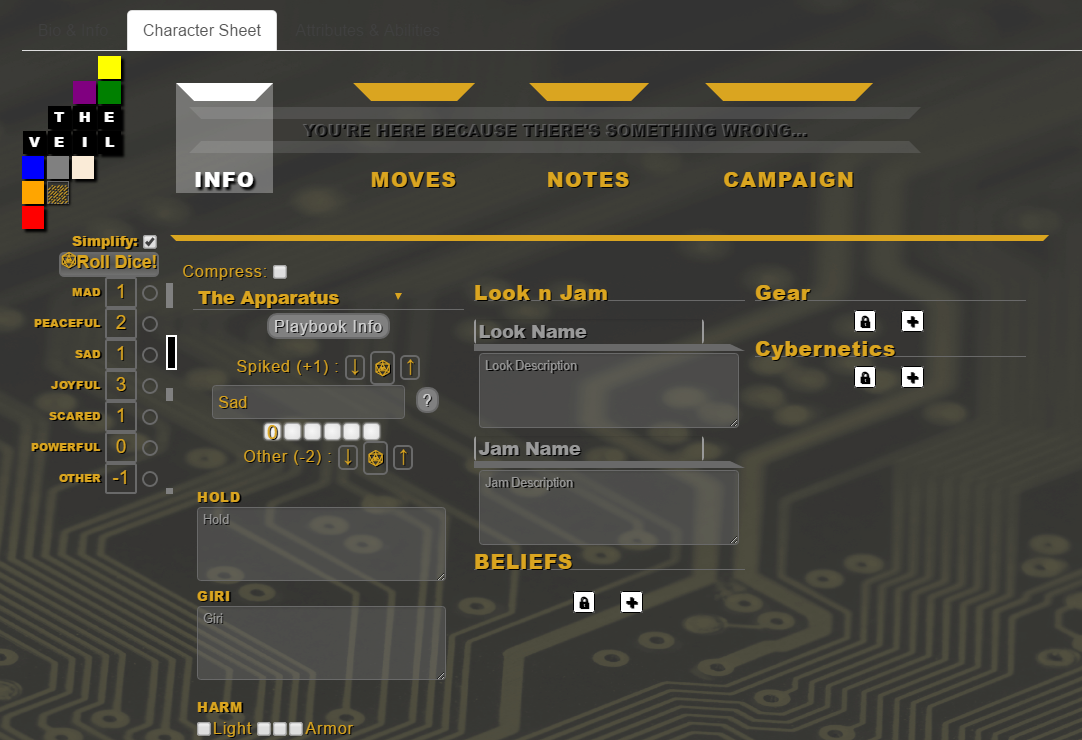 Bio & Info
Character Sheet
Attributes & Abilities
THE
VEIL
YOU'RE HERE BECAUSE THERE'S SOMETHING WRONG...
INFO
MOVES
NOTES
CAMPAIGN
Simplify:
Roll Dice!
MAD 1
PEACEFUL 2
SAD 1
JOYFUL 3
SCARED 1
POWERFUL 0
OTHER -1
Compress:
The Apparatus
Playbook Info
Spiked (+1) : ↓ ↑
Sad
?
0
Other (-2) : ↓ ↑
HOLD
Hold
GIRI
Giri
HARM
Light
Armor
Look n Jam
Look Name
Look Description
Jam Name
Jam Description
BELIEFS
Gear
Cybernetics